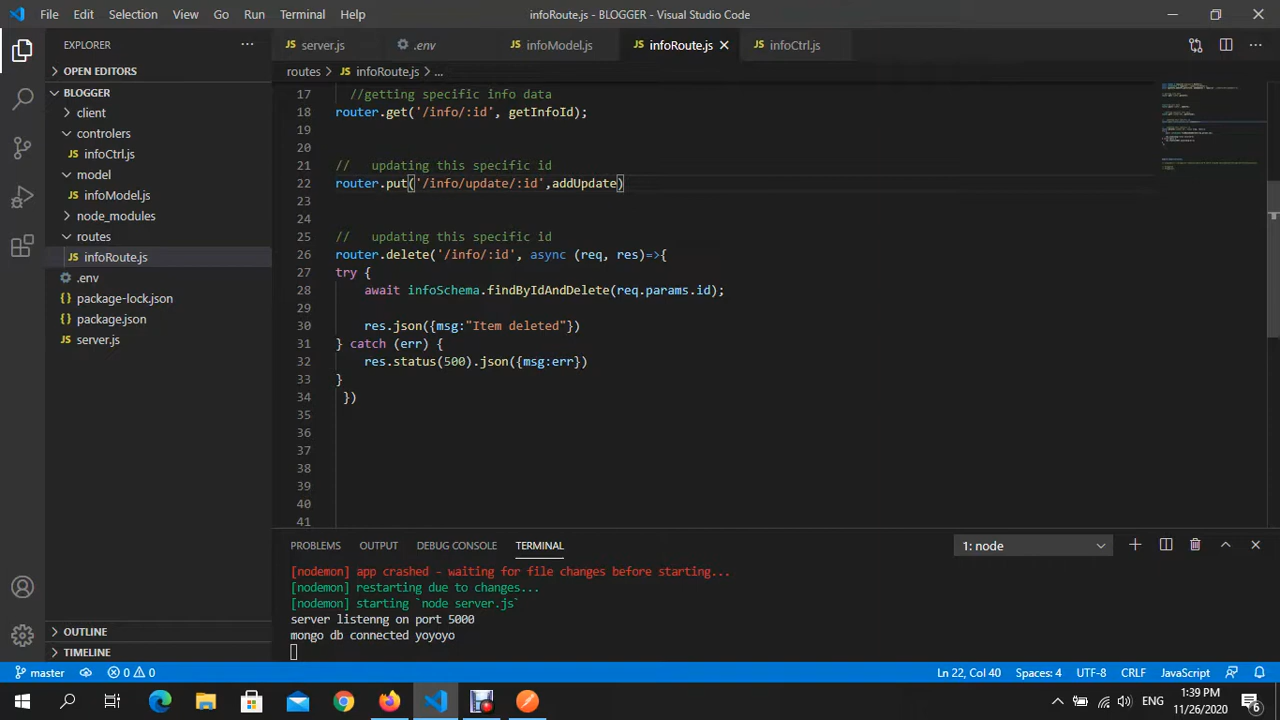 File Edit Selection View Go Run Terminal Help infoRoute.js - BLOGGER - Visual Studio Code
EXPLORER
server.js .env infoModel.js infoRoute.js infoCtrl.js
OPEN EDITORS
BLOGGER
client
controlers
infoCtrl.js
model
infoModel.js
node_modules
routes
infoRoute.js
.env
package-lock.json
package.json
server.js
OUTLINE
TIMELINE
routes > infoRoute.js > ...
17 //getting specific info data
18 router.get('/info/:id', getInfoId);
19
20
21 // updating this specific id
22 router.put('/info/update/:id',addUpdate)
23
24
25 // updating this specific id
26 router.delete('/info/:id', async (req, res)=>{
27 try {
28 await infoSchema.findByIdAndDelete(req.params.id);
29
30 res.json({msg:"Item deleted"})
31 } catch (err) {
32 res.status(500).json({msg:err})
33 }
34 })
35
36
37
38
39
40
41
PROBLEMS OUTPUT DEBUG CONSOLE TERMINAL 1: node
[nodemon] app crashed - waiting for file changes before starting...
[nodemon] restarting due to changes...
[nodemon] starting `node server.js`
server listenng on port 5000
mongo db connected yoyoyo
master 0 0 Ln 22, Col 40 Spaces: 4 UTF-8 CRLF JavaScript
ENG 1:39 PM
11/26/2020 6